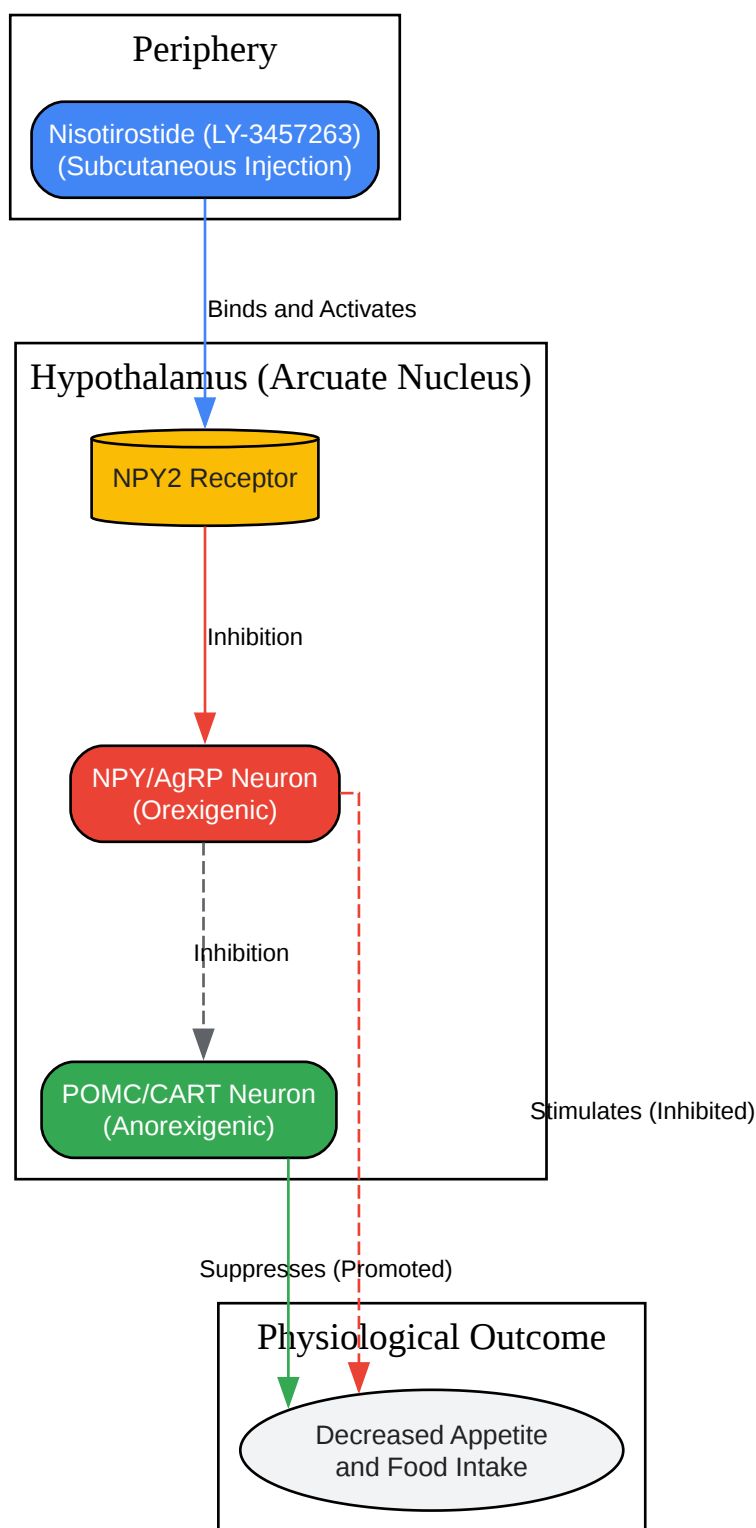 Periphery
Nisotirostide (LY-3457263)
(Subcutaneous Injection)
Binds and Activates
Hypothalamus (Arcuate Nucleus)
NPY2 Receptor
Inhibition
NPY/AgRP Neuron
(Orexigenic)
Inhibition
POMC/CART Neuron
(Anorexigenic)
Stimulates (Inhibited)
Suppresses (Promoted)
Physiological Outcome
Decreased Appetite
and Food Intake